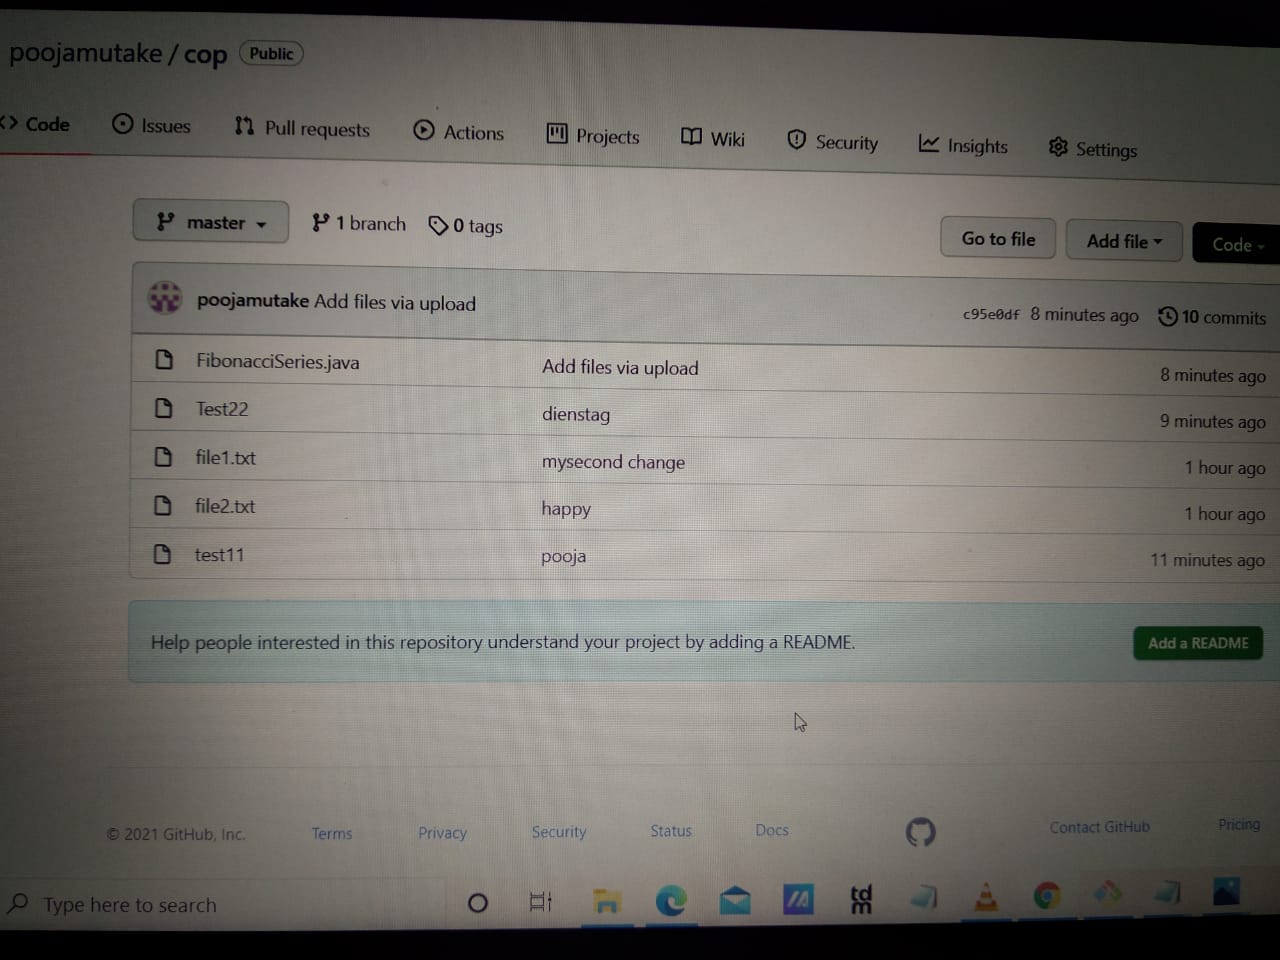 poojamutake / cop Public
<> Code Issues Pull requests Actions Projects Wiki Security Insights Settings
master 1 branch 0 tags Go to file Add file Code
poojamutake Add files via upload c95e0df 8 minutes ago 10 commits
FibonacciSeries.java Add files via upload 8 minutes ago
Test22 dienstag 9 minutes ago
file1.txt mysecond change 1 hour ago
file2.txt happy 1 hour ago
test11 pooja 11 minutes ago
Help people interested in this repository understand your project by adding a README. Add a README
© 2021 GitHub, Inc. Terms Privacy Security Status Docs Contact GitHub Pricing
Type here to search tdm